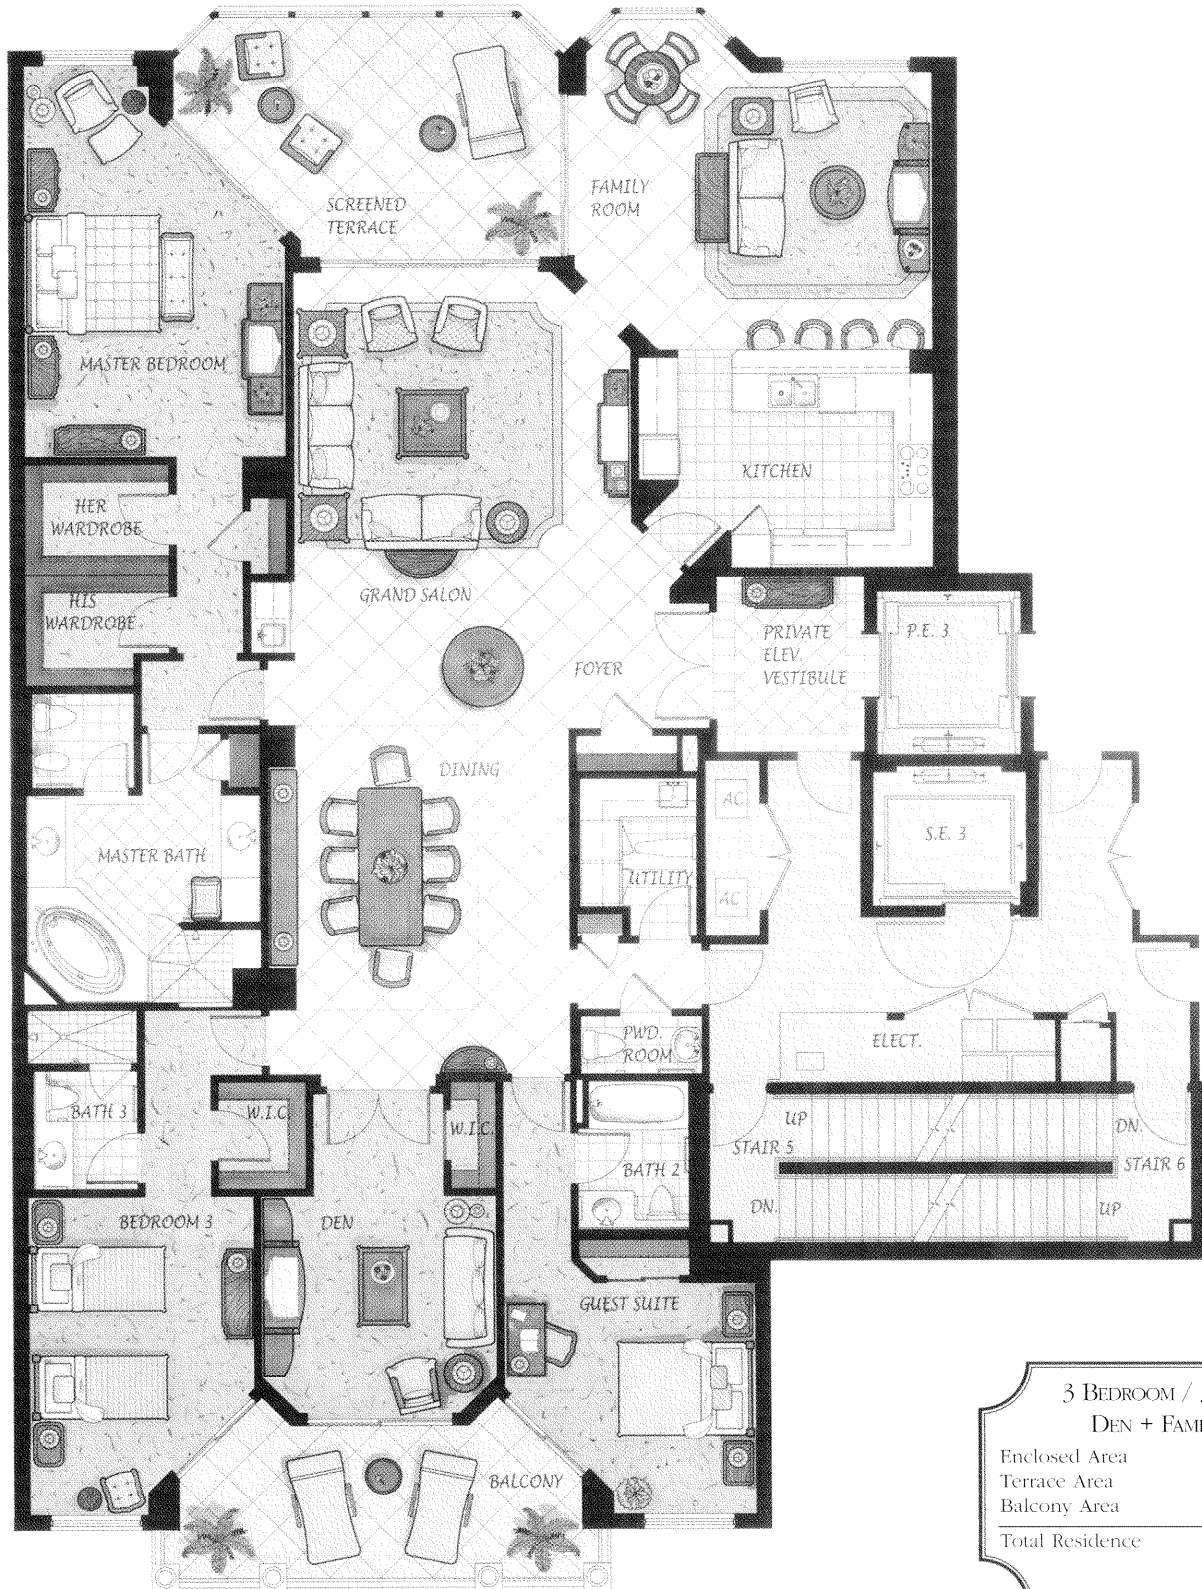 SCREENED
TERRACE
FAMILY
ROOM
MASTER BEDROOM
KITCHEN
HER
WARDROBE
HIS
WARDROBE
GRAND SALON
FOYER
PRIVATE
ELEV.
VESTIBULE
P.E. 3
DINING
AC
S.E. 3
MASTER BATH
UTILITY
AC
PWD.
ROOM
ELECT.
BATH 3
W.I.C.
W.I.C.
BATH 2
UP
STAIR 5
DN.
DN.
STAIR 6
UP
BEDROOM 3
DEN
GUEST SUITE
BALCONY
3 BEDROOM /
DEN + FAM
Enclosed Area
Terrace Area
Balcony Area
Total Residence